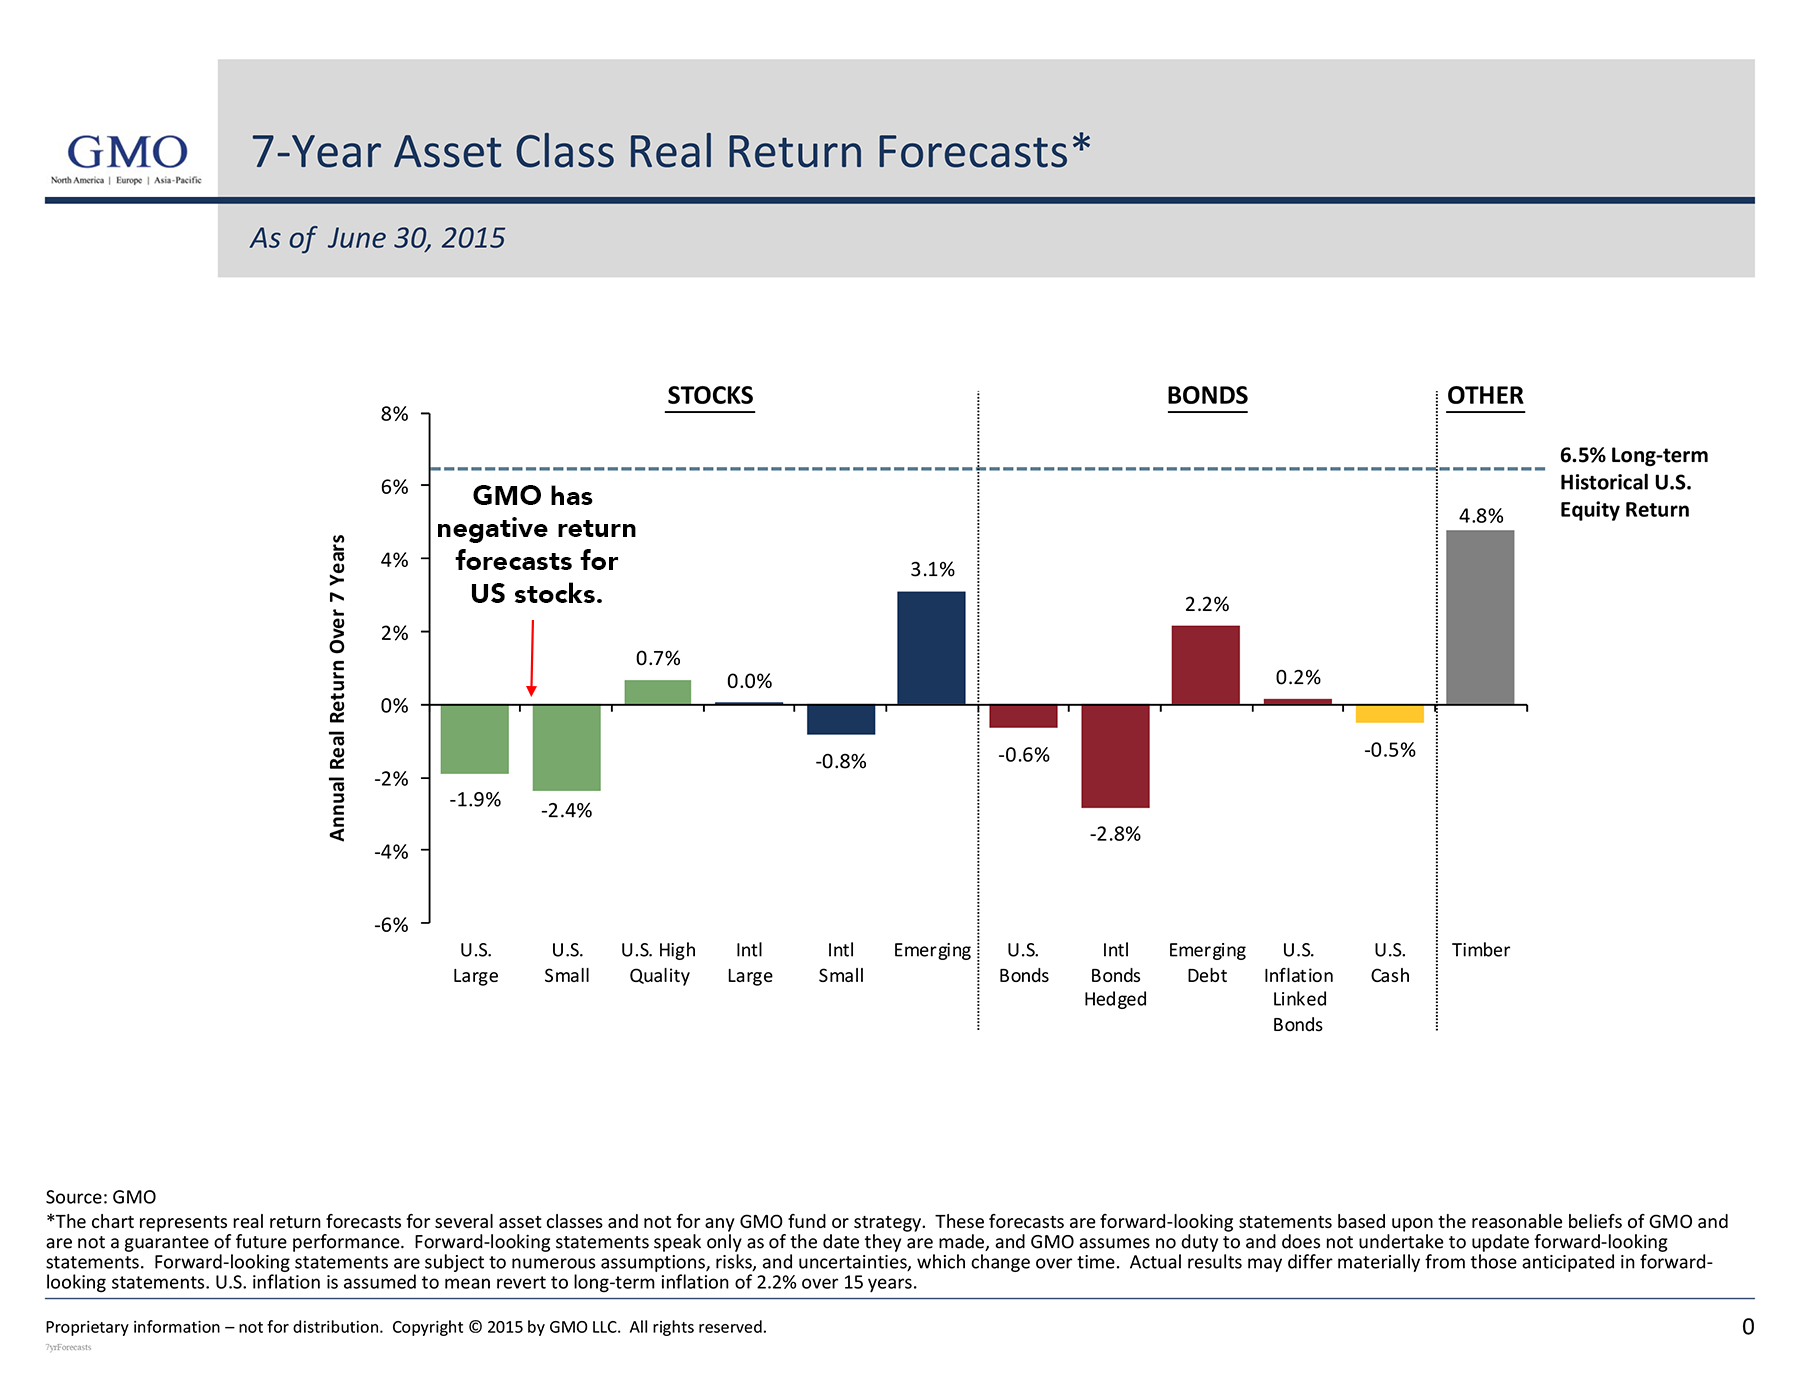 GMO
North America | Europe | Asia-Pacific
7-Year Asset Class Real Return Forecasts*
As of June 30, 2015
STOCKS
BONDS
OTHER
8%
6%
4%
2%
0%
-2%
-4%
-6%
Annual Real Return Over 7 Years
6.5% Long-term
Historical U.S.
Equity Return
GMO has
negative return
forecasts for
US stocks.
-1.9%
-2.4%
0.7%
0.0%
-0.8%
3.1%
-0.6%
-2.8%
2.2%
0.2%
-0.5%
4.8%
U.S.
Large
U.S.
Small
U.S. High
Quality
Intl
Large
Intl
Small
Emerging
U.S.
Bonds
Intl
Bonds
Hedged
Emerging
Debt
U.S.
Inflation
Linked
Bonds
U.S.
Cash
Timber
Source: GMO
*The chart represents real return forecasts for several asset classes and not for any GMO fund or strategy. These forecasts are forward-looking statements based upon the reasonable beliefs of GMO and
are not a guarantee of future performance. Forward-looking statements speak only as of the date they are made, and GMO assumes no duty to and does not undertake to update forward-looking
statements. Forward-looking statements are subject to numerous assumptions, risks, and uncertainties, which change over time. Actual results may differ materially from those anticipated in forward-
looking statements. U.S. inflation is assumed to mean revert to long-term inflation of 2.2% over 15 years.
Proprietary information – not for distribution. Copyright © 2015 by GMO LLC. All rights reserved.
0
7yrForecasts